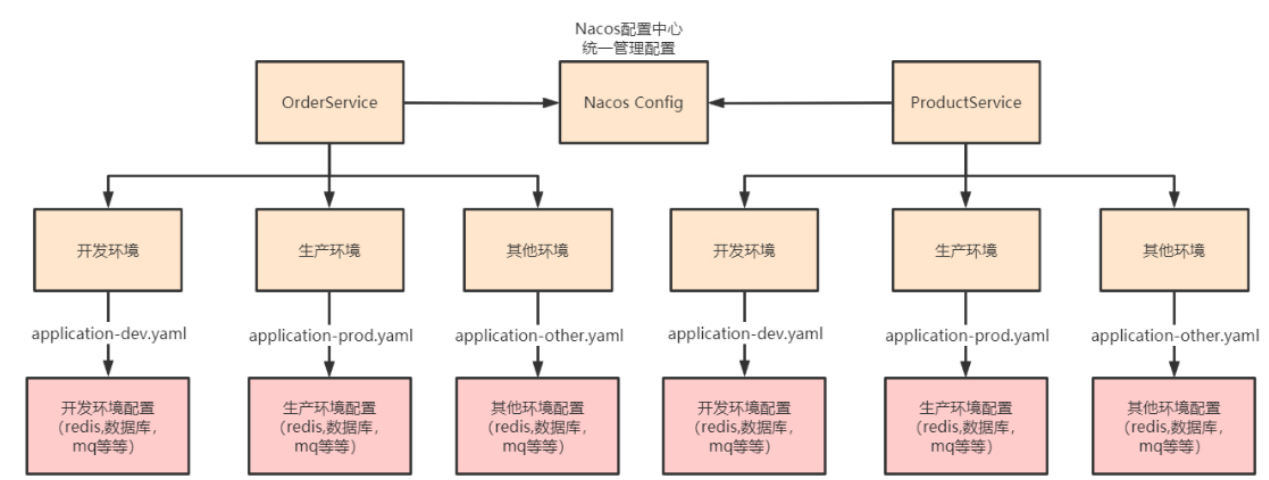 Nacos配置中心
统一管理配置
OrderService
Nacos Config
ProductService
开发环境
生产环境
其他环境
开发环境
生产环境
其他环境
application-dev.yaml
application-prod.yaml
application-other.yaml
application-dev.yaml
application-prod.yaml
application-other.yaml
开发环境配置
(redis,数据库，
mq等等)
生产环境配置
(redis,数据库，
mq等等)
其他环境配置
(redis,数据库，
mq等等)
开发环境配置
(redis,数据库，
mq等等)
生产环境配置
(redis,数据库，
mq等等)
其他环境配置
(redis,数据库，
mq等等)